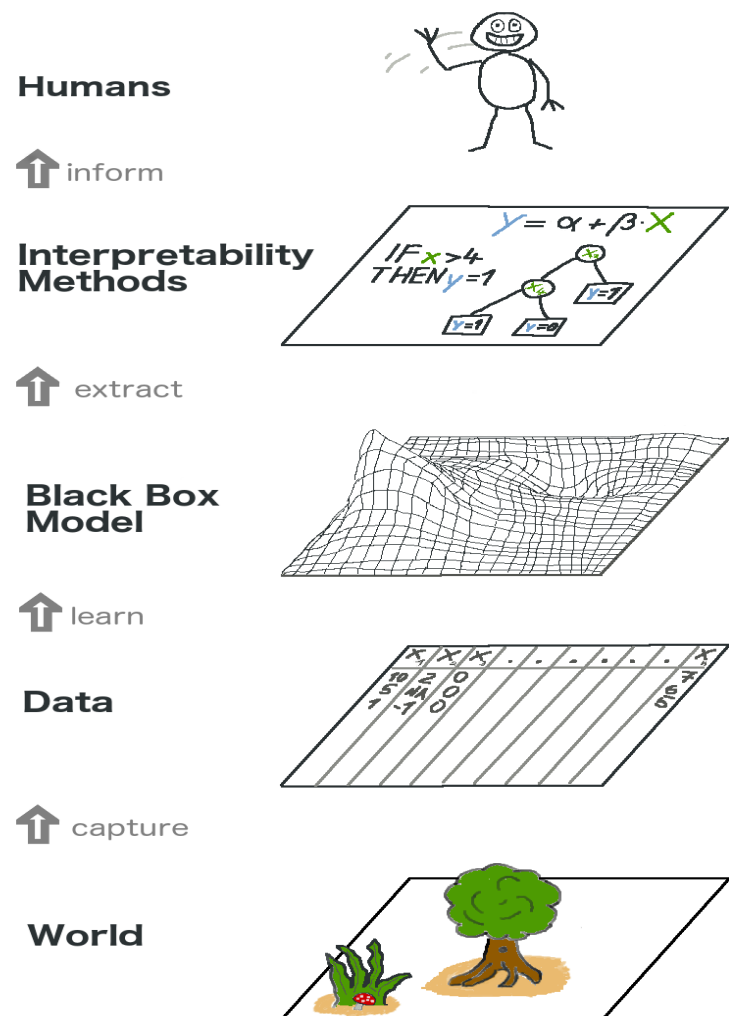 Humans
inform
Interpretability
Methods
y = α + β · x
IF x > 4
THEN y = 1
y=1
y=1
y=0
extract
Black Box
Model
learn
X₁ X₂ X₃ . . . . . .
10 2 0 7
5 NA 0
1 -1 0
Data
capture
World